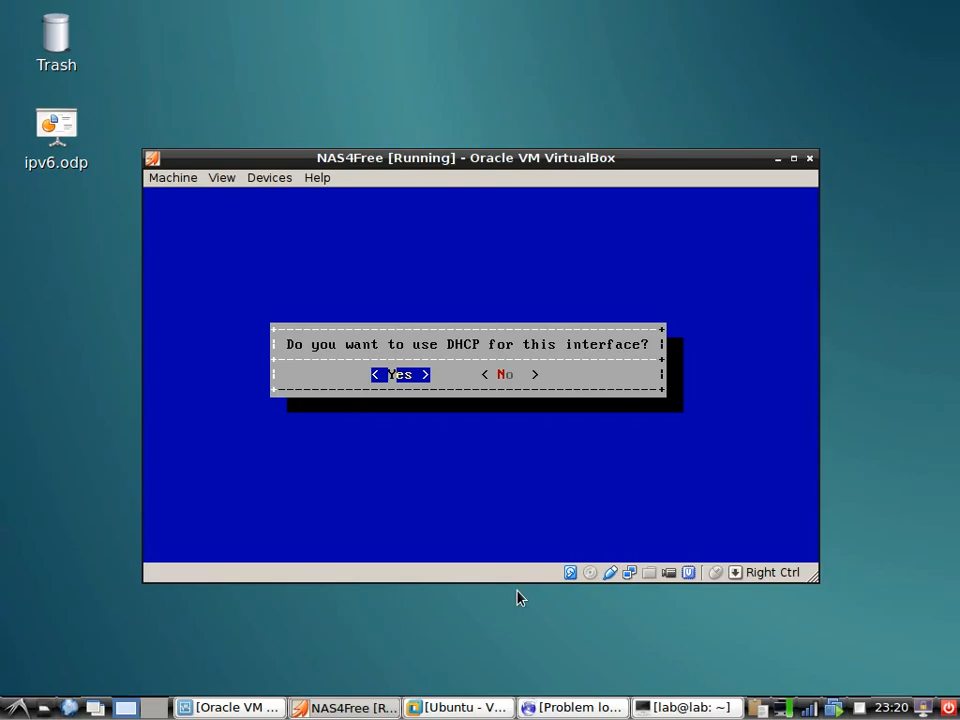 Trash
ipv6.odp
NAS4Free [Running] - Oracle VM VirtualBox
Machine View Devices Help
Do you want to use DHCP for this interface?
< Yes > < No >
Right Ctrl
[Oracle VM ... NAS4Free [R... [Ubuntu - V... [Problem lo... [lab@lab: ~] 23:20